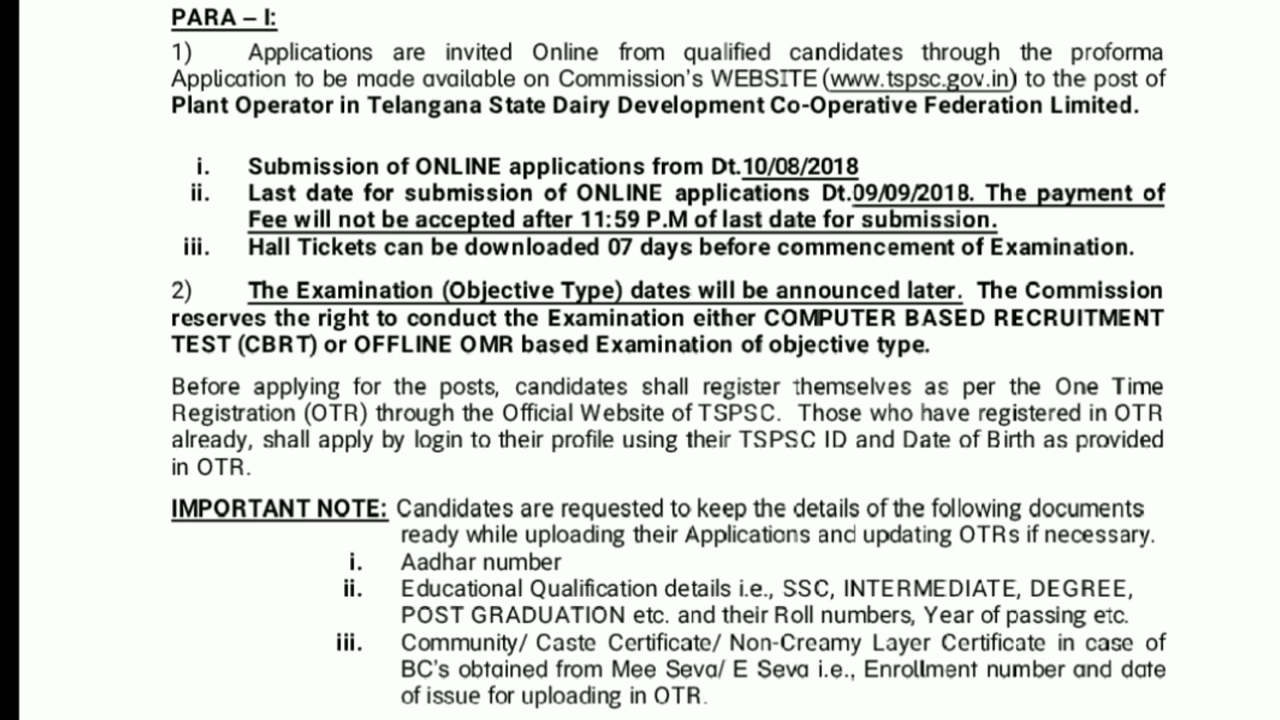 PARA – I:
1) Applications are invited Online from qualified candidates through the proforma
Application to be made available on Commission's WEBSITE (www.tspsc.gov.in) to the post of
Plant Operator in Telangana State Dairy Development Co-Operative Federation Limited.
i. Submission of ONLINE applications from Dt.10/08/2018
ii. Last date for submission of ONLINE applications Dt.09/09/2018. The payment of
Fee will not be accepted after 11:59 P.M of last date for submission.
iii. Hall Tickets can be downloaded 07 days before commencement of Examination.
2) The Examination (Objective Type) dates will be announced later. The Commission
reserves the right to conduct the Examination either COMPUTER BASED RECRUITMENT
TEST (CBRT) or OFFLINE OMR based Examination of objective type.
Before applying for the posts, candidates shall register themselves as per the One Time
Registration (OTR) through the Official Website of TSPSC. Those who have registered in OTR
already, shall apply by login to their profile using their TSPSC ID and Date of Birth as provided
in OTR.
IMPORTANT NOTE: Candidates are requested to keep the details of the following documents
ready while uploading their Applications and updating OTRs if necessary.
i. Aadhar number
ii. Educational Qualification details i.e., SSC, INTERMEDIATE, DEGREE,
POST GRADUATION etc. and their Roll numbers, Year of passing etc.
iii. Community/ Caste Certificate/ Non-Creamy Layer Certificate in case of
BC's obtained from Mee Seva/ E Seva i.e., Enrollment number and date
of issue for uploading in OTR.